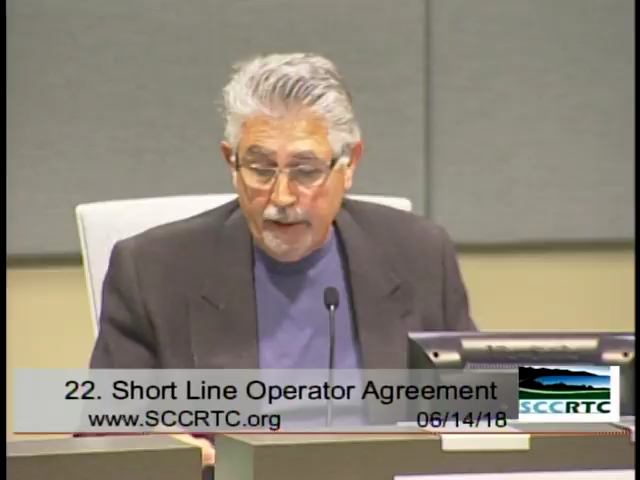 22. Short Line Operator Agreement
www.SCCRTC.org
06/14/18
SCCRTC